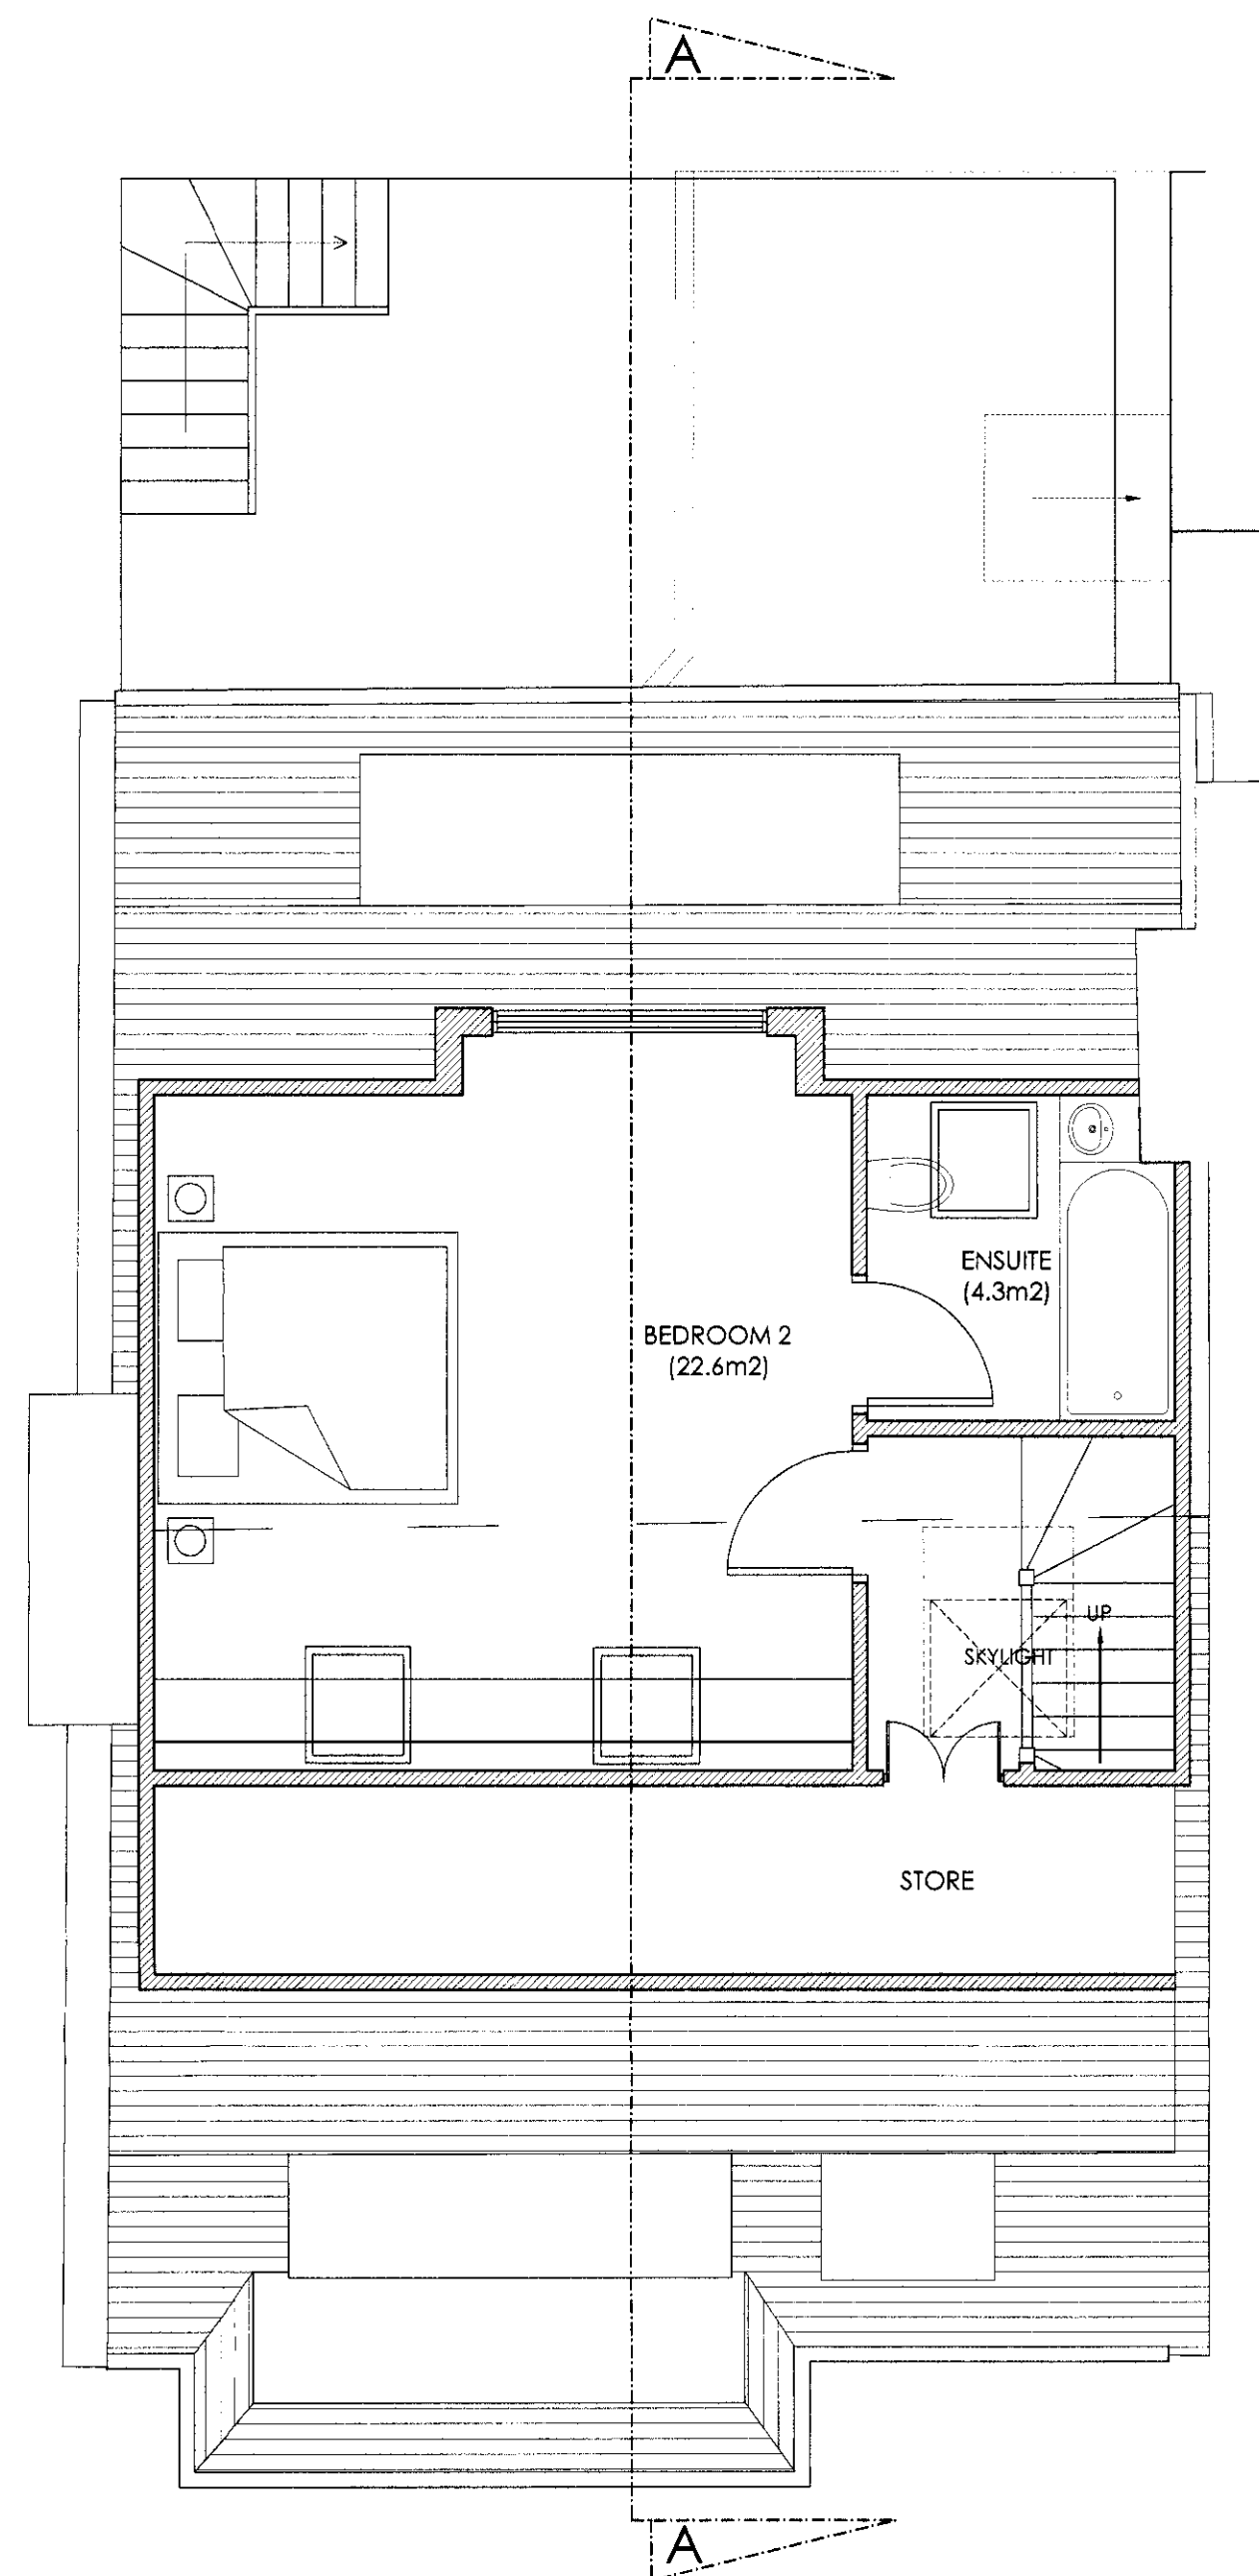 A
ENSUITE
(4.3m2)
BEDROOM 2
(22.6m2)
UP
SKYLIGHT
STORE
A